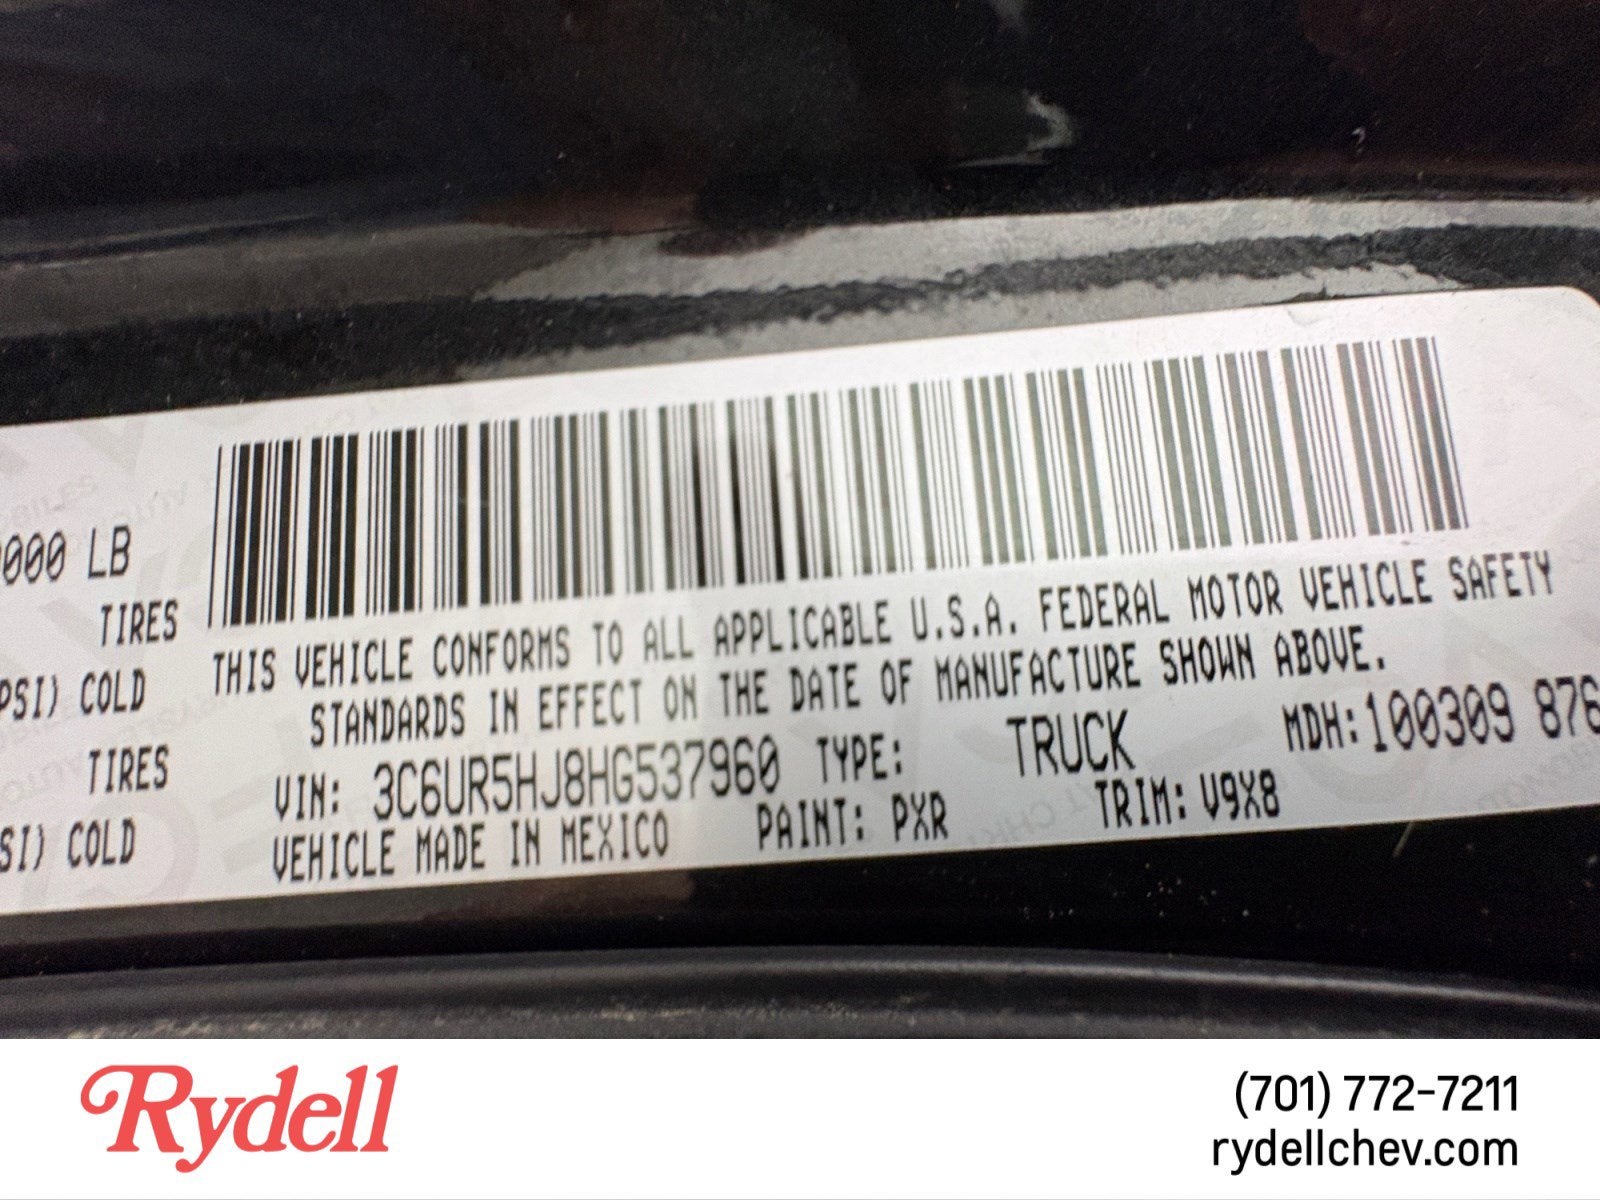 000 LB
TIRES
PSI) COLD
TIRES
SI) COLD
THIS VEHICLE CONFORMS TO ALL APPLICABLE U.S.A. FEDERAL MOTOR VEHICLE SAFETY
STANDARDS IN EFFECT ON THE DATE OF MANUFACTURE SHOWN ABOVE.
VIN: 3C6UR5HJ8HG537960 TYPE: TRUCK MDH:100309 876
VEHICLE MADE IN MEXICO PAINT: PXR TRIM: V9X8
Rydell
(701) 772-7211
rydellchev.com